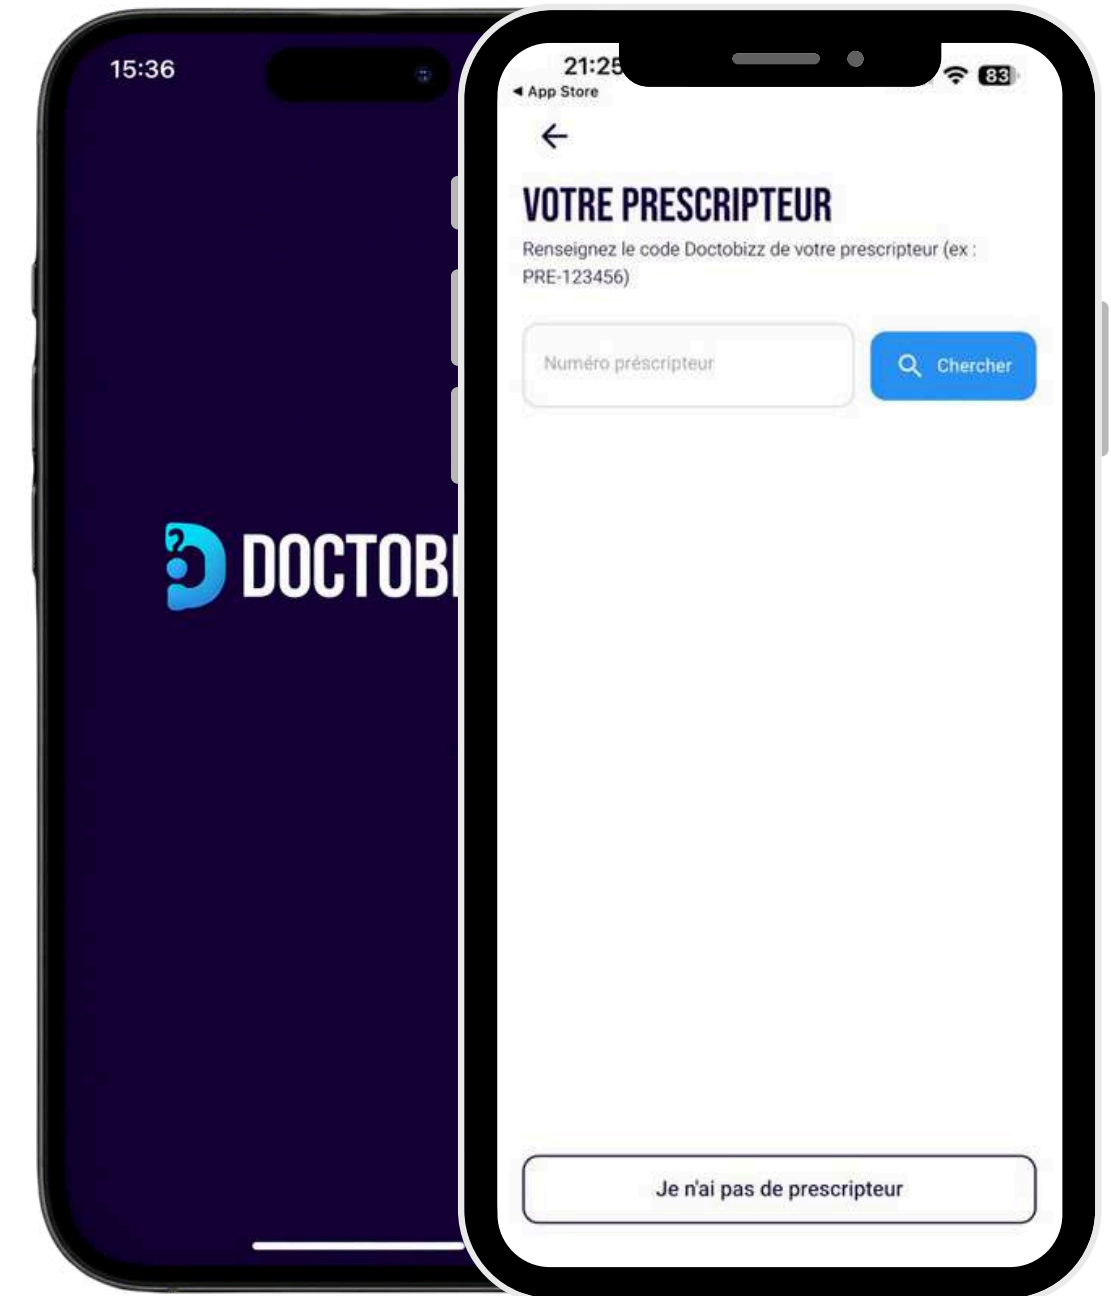 15:36
DOCTOBI
21:25
83
◀ App Store
VOTRE PRESCRIPTEUR
Renseignez le code Doctobizz de votre prescripteur (ex :
PRE-123456)
Numéro préscripteur
Chercher
Je n'ai pas de prescripteur